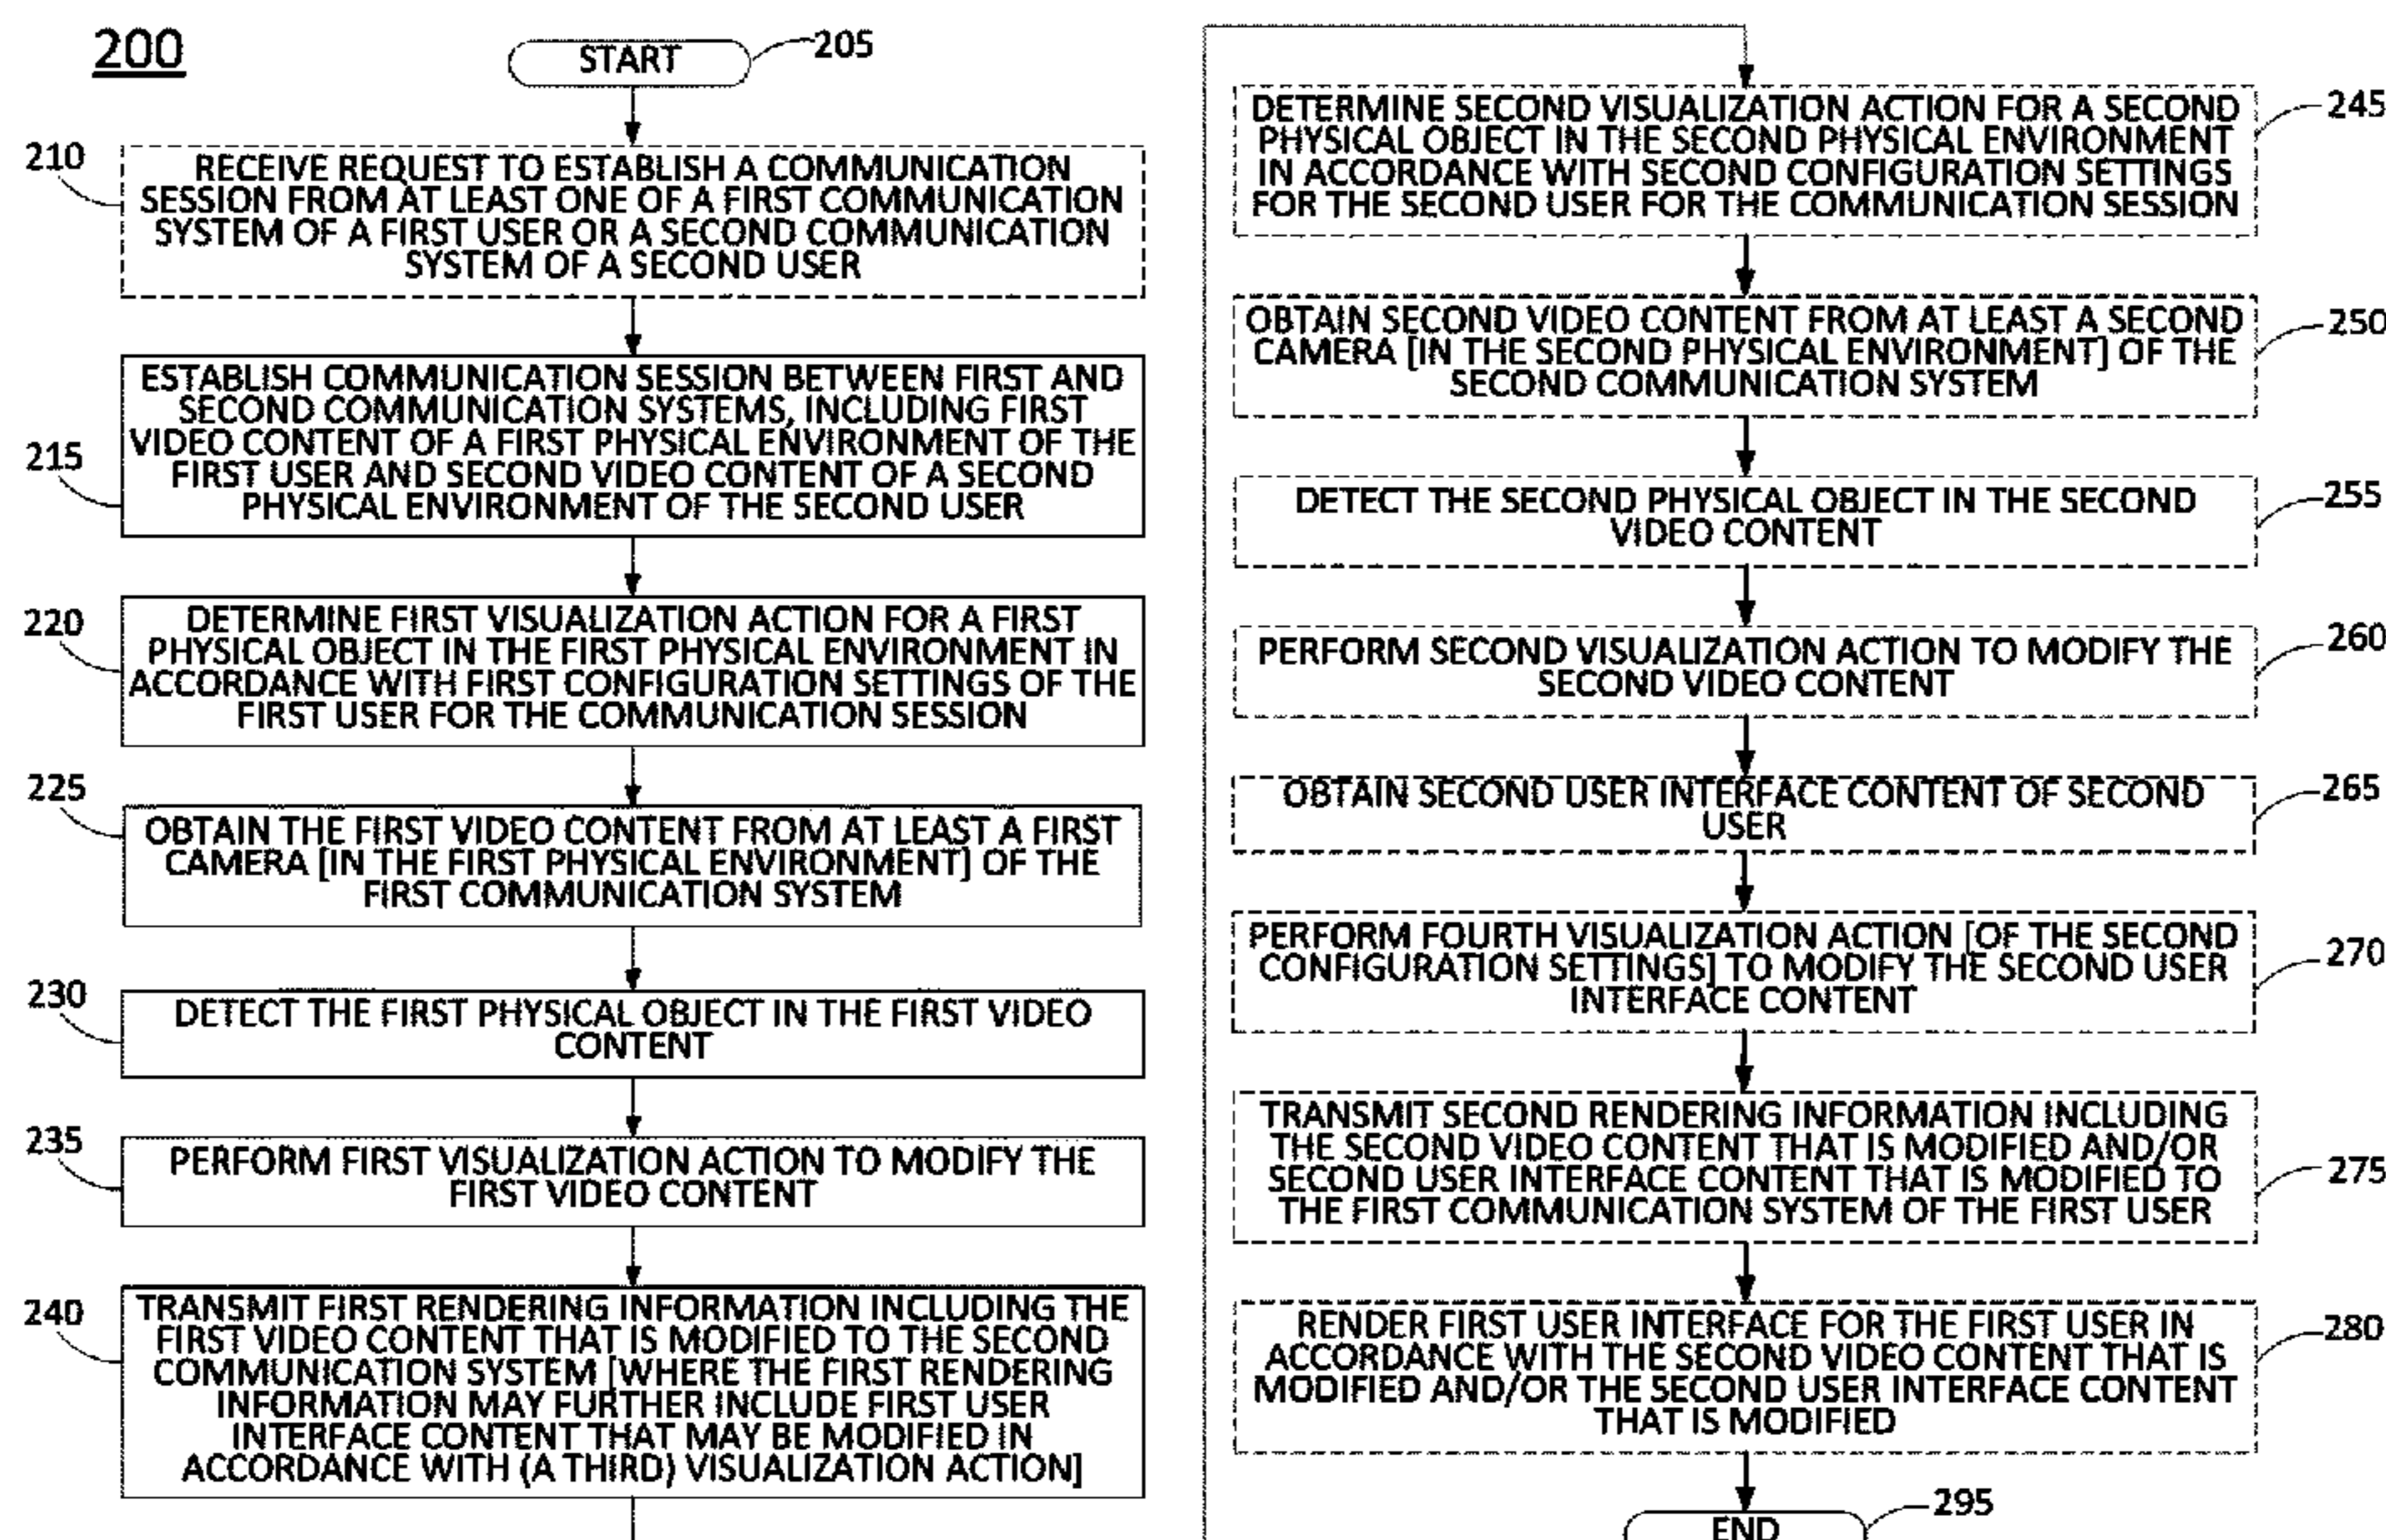 200
START
205
210
RECEIVE REQUEST TO ESTABLISH A COMMUNICATION
SESSION FROM AT LEAST ONE OF A FIRST COMMUNICATION
SYSTEM OF A FIRST USER OR A SECOND COMMUNICATION
SYSTEM OF A SECOND USER
215
ESTABLISH COMMUNICATION SESSION BETWEEN FIRST AND
SECOND COMMUNICATION SYSTEMS, INCLUDING FIRST
VIDEO CONTENT OF A FIRST PHYSICAL ENVIRONMENT OF THE
FIRST USER AND SECOND VIDEO CONTENT OF A SECOND
PHYSICAL ENVIRONMENT OF THE SECOND USER
220
DETERMINE FIRST VISUALIZATION ACTION FOR A FIRST
PHYSICAL OBJECT IN THE FIRST PHYSICAL ENVIRONMENT IN
ACCORDANCE WITH FIRST CONFIGURATION SETTINGS OF THE
FIRST USER FOR THE COMMUNICATION SESSION
225
OBTAIN THE FIRST VIDEO CONTENT FROM AT LEAST A FIRST
CAMERA [IN THE FIRST PHYSICAL ENVIRONMENT] OF THE
FIRST COMMUNICATION SYSTEM
230
DETECT THE FIRST PHYSICAL OBJECT IN THE FIRST VIDEO
CONTENT
235
PERFORM FIRST VISUALIZATION ACTION TO MODIFY THE
FIRST VIDEO CONTENT
240
TRANSMIT FIRST RENDERING INFORMATION INCLUDING THE
FIRST VIDEO CONTENT THAT IS MODIFIED TO THE SECOND
COMMUNICATION SYSTEM [WHERE THE FIRST RENDERING
INFORMATION MAY FURTHER INCLUDE FIRST USER
INTERFACE CONTENT THAT MAY BE MODIFIED IN
ACCORDANCE WITH (A THIRD) VISUALIZATION ACTION]
DETERMINE SECOND VISUALIZATION ACTION FOR A SECOND
PHYSICAL OBJECT IN THE SECOND PHYSICAL ENVIRONMENT
IN ACCORDANCE WITH SECOND CONFIGURATION SETTINGS
FOR THE SECOND USER FOR THE COMMUNICATION SESSION
245
OBTAIN SECOND VIDEO CONTENT FROM AT LEAST A SECOND
CAMERA [IN THE SECOND PHYSICAL ENVIRONMENT] OF THE
SECOND COMMUNICATION SYSTEM
250
DETECT THE SECOND PHYSICAL OBJECT IN THE SECOND
VIDEO CONTENT
255
PERFORM SECOND VISUALIZATION ACTION TO MODIFY THE
SECOND VIDEO CONTENT
260
OBTAIN SECOND USER INTERFACE CONTENT OF SECOND
USER
265
PERFORM FOURTH VISUALIZATION ACTION [OF THE SECOND
CONFIGURATION SETTINGS] TO MODIFY THE SECOND USER
INTERFACE CONTENT
270
TRANSMIT SECOND RENDERING INFORMATION INCLUDING
THE SECOND VIDEO CONTENT THAT IS MODIFIED AND/OR
SECOND USER INTERFACE CONTENT THAT IS MODIFIED TO
THE FIRST COMMUNICATION SYSTEM OF THE FIRST USER
275
RENDER FIRST USER INTERFACE FOR THE FIRST USER IN
ACCORDANCE WITH THE SECOND VIDEO CONTENT THAT IS
MODIFIED AND/OR THE SECOND USER INTERFACE CONTENT
THAT IS MODIFIED
280
END
295